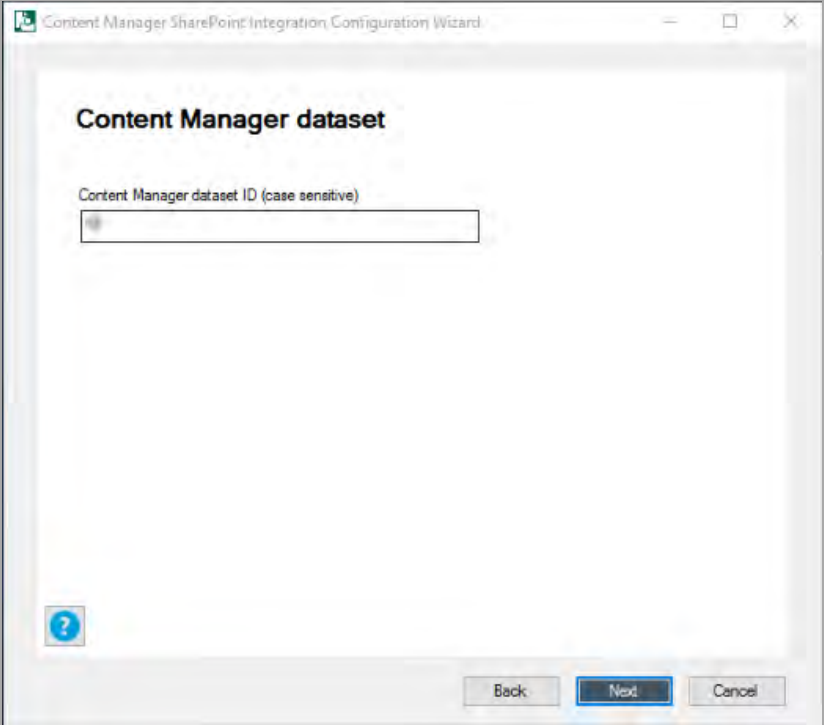 Content Manager SharePoint Integration Configuration Wizard
Content Manager dataset
Content Manager dataset ID (case sensitive)
?
Back
Next
Cancel